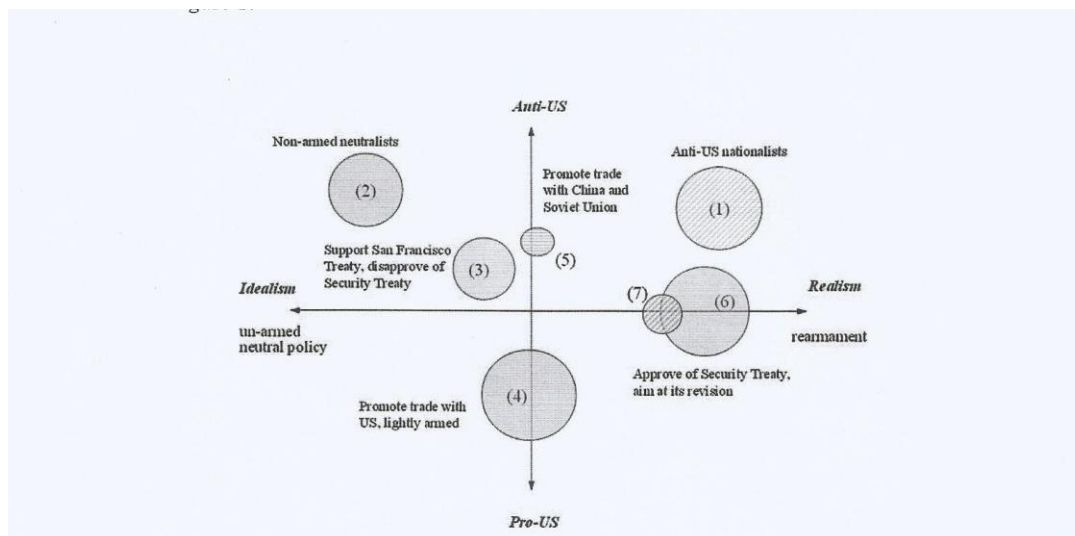 Anti-US
Non-armed neutralists
Anti-US nationalists
Promote trade
with China and
Soviet Union
(2)
(1)
Support San Francisco
Treaty, disapprove of
Security Treaty
(3)
(5)
Idealism
(7)
(6)
Realism
un-armed
neutral policy
rearmament
Approve of Security Treaty,
aim at its revision
Promote trade with
US, lightly armed
(4)
Pro-US